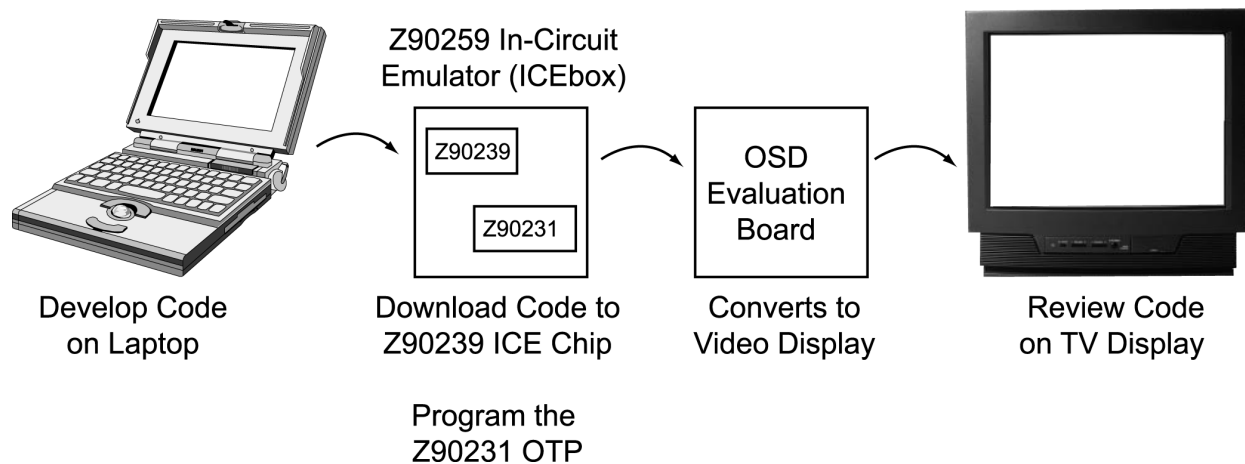 Z90259 In-Circuit
Emulator (ICEbox)
Z90239
Z90231
OSD
Evaluation
Board
Develop Code
on Laptop
Download Code to
Z90239 ICE Chip
Converts to
Video Display
Review Code
on TV Display
Program the
Z90231 OTP